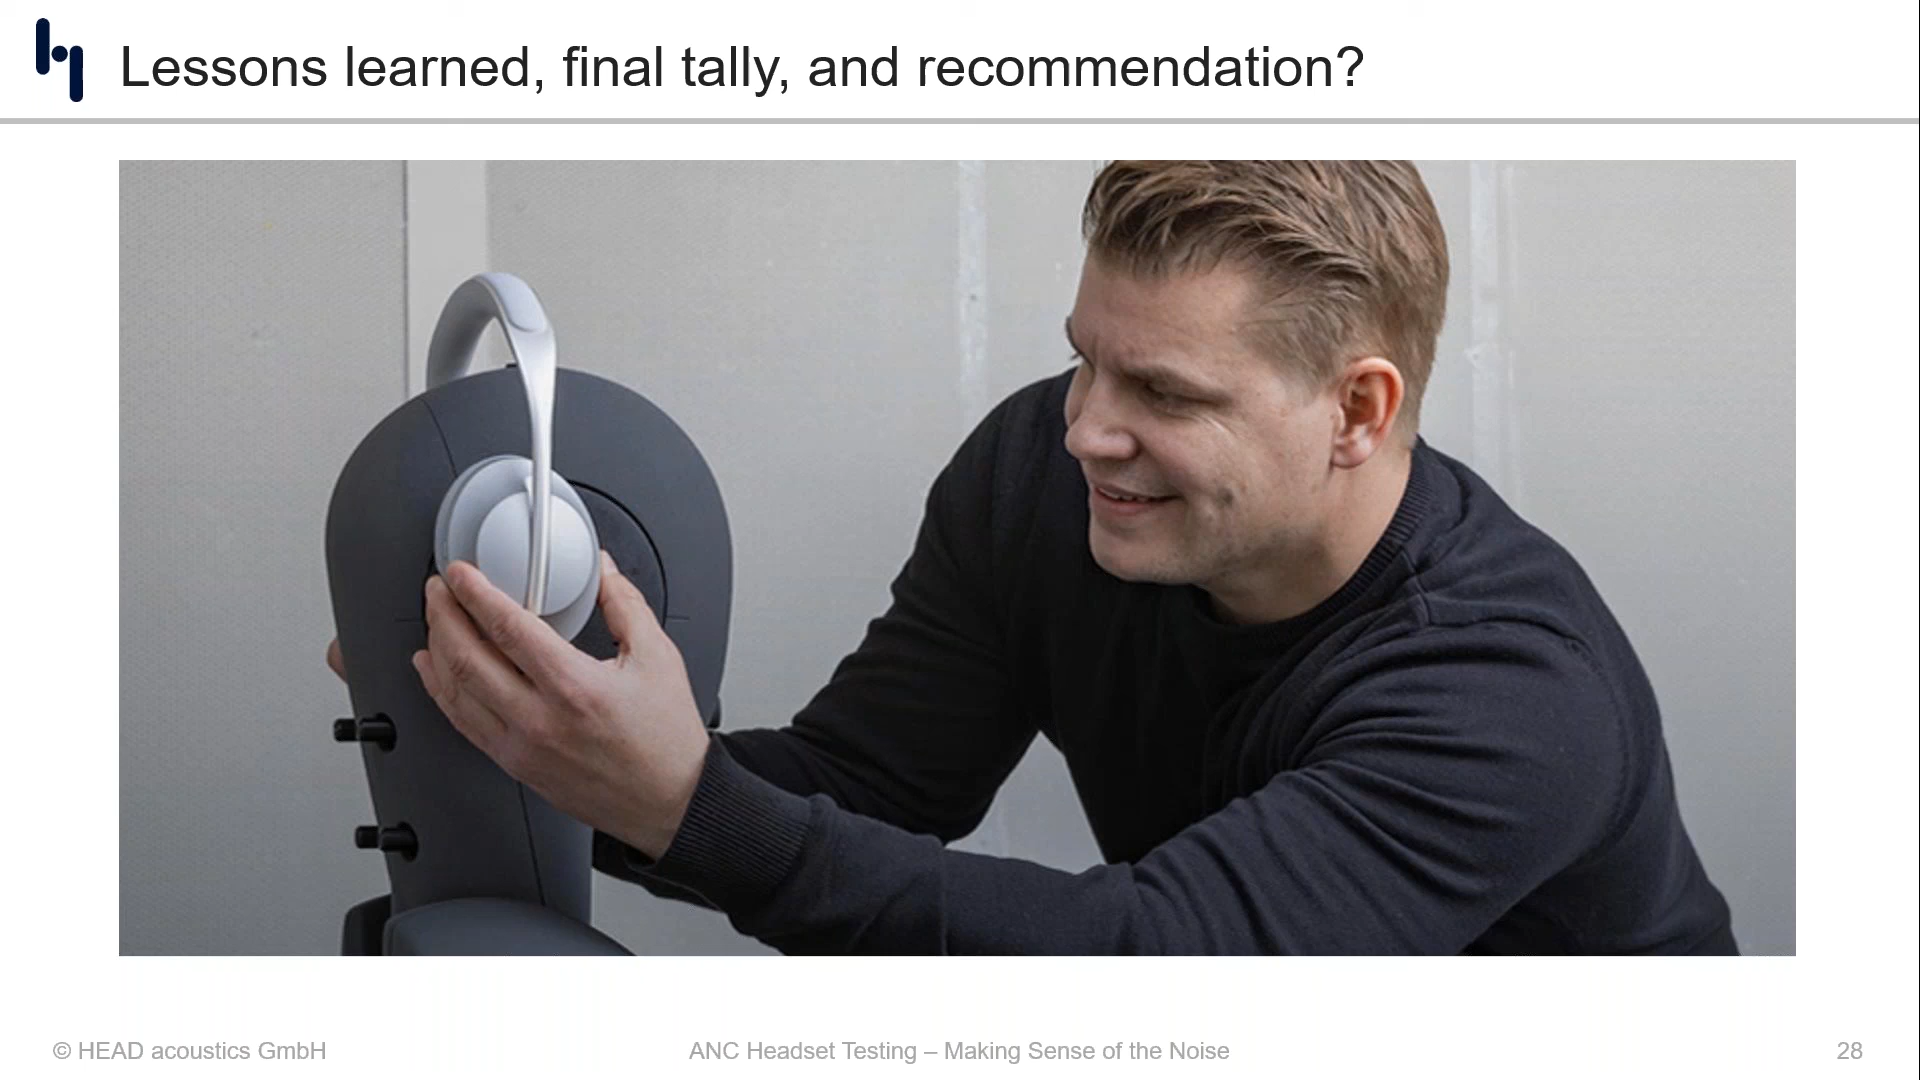 Lessons learned, final tally, and recommendation?
© HEAD acoustics GmbH
ANC Headset Testing – Making Sense of the Noise
28